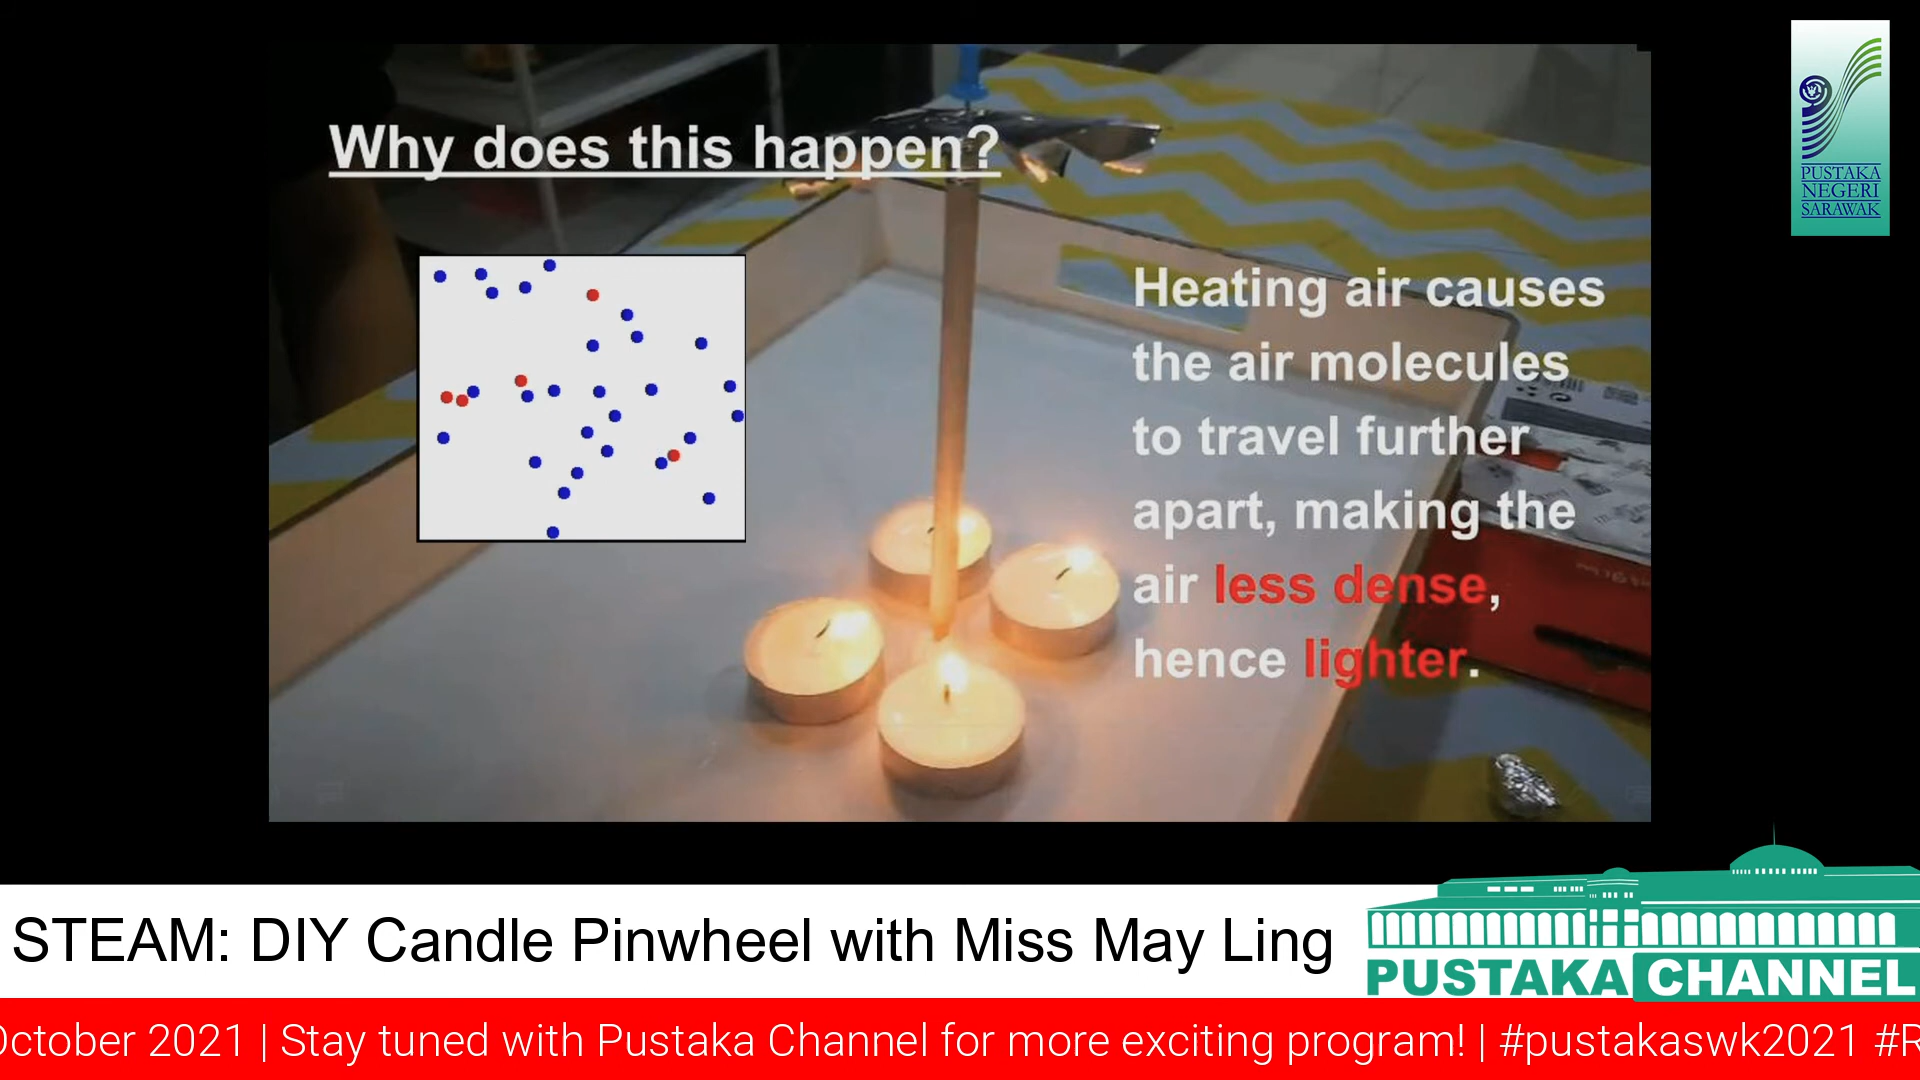 Why does this happen?
Heating air causes
the air molecules
to travel further
apart, making the
air less dense,
hence lighter.
PUSTAKA
NEGERI
SARAWAK
STEAM: DIY Candle Pinwheel with Miss May Ling
PUSTAKA CHANNEL
October 2021 | Stay tuned with Pustaka Channel for more exciting program! | #pustakaswk2021 #R